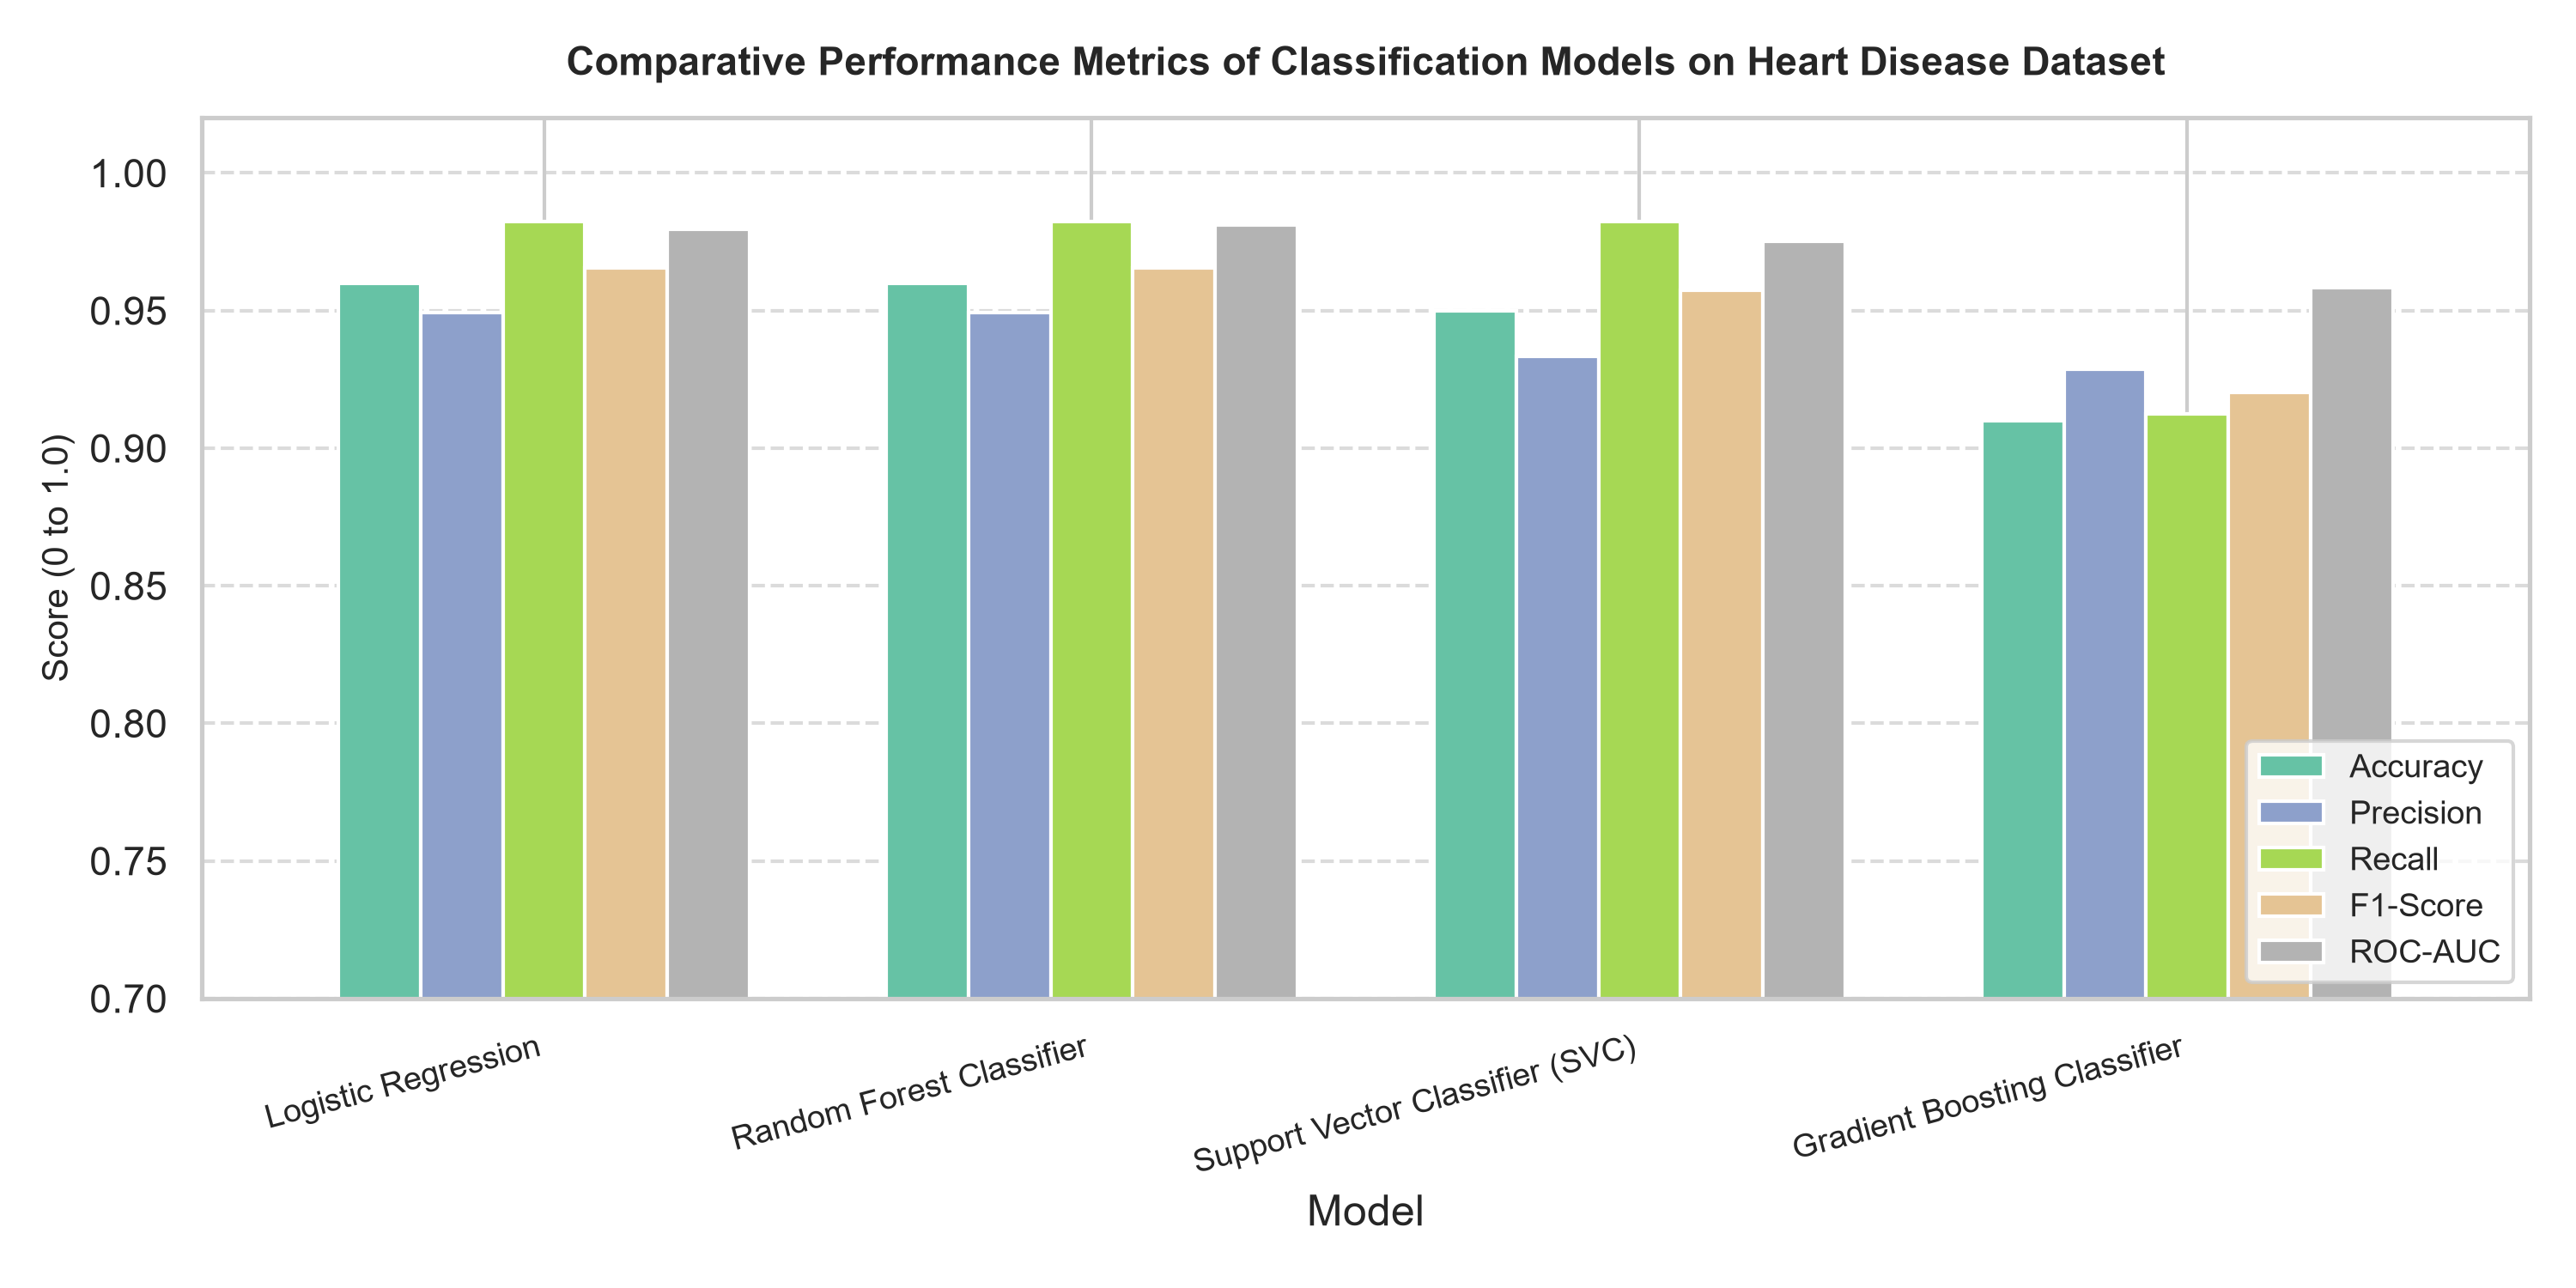 Comparative Performance Metrics of Classification Models on Heart Disease Dataset
Score (0 to 1.0)
1.00
0.95
0.90
0.85
0.80
0.75
0.70
Accuracy
Precision
Recall
F1-Score
ROC-AUC
Logistic Regression
Random Forest Classifier
Support Vector Classifier (SVC)
Gradient Boosting Classifier
Model